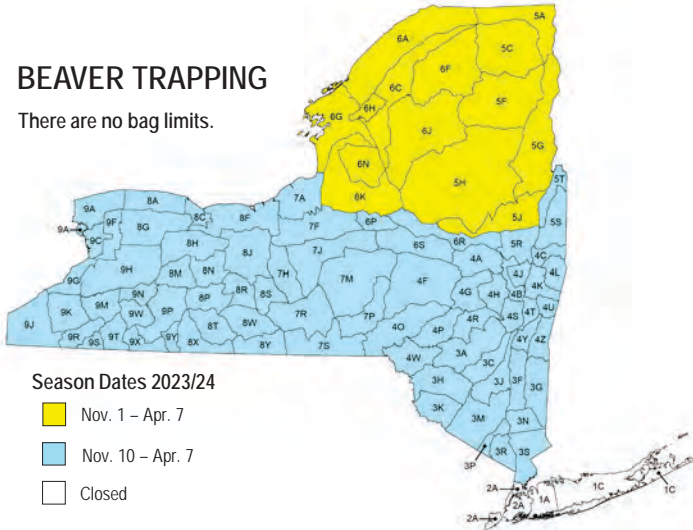 BEAVER TRAPPING
There are no bag limits.
5A
6A
5C
6F
6C
5F
6H
6G
6J
5G
6N
5H
6K
5T
5J
9A
8A
7A
9F
8C
8F
6P
5S
9A
8G
7F
9C
6S
6R
5R
8H
7J
4A
4C
8J
9H
8M
8N
7H
7M
4F
4J
4L
9G
4G
4H
4B
4K
9N
8R
8S
9M
8P
9K
9W
9P
7R
7P
4R
4S
4T
4U
9J
8T
8W
4O
4P
9R
9S
9T
9X
9Y
8X
8Y
7S
4Y
4Z
4W
3A
3C
3H
3J
3F
3G
3K
3M
3N
3R
3S
3P
2A
2A
2A
1A
1C
1C
Season Dates 2023/24
Nov. 1 – Apr. 7
Nov. 10 – Apr. 7
Closed